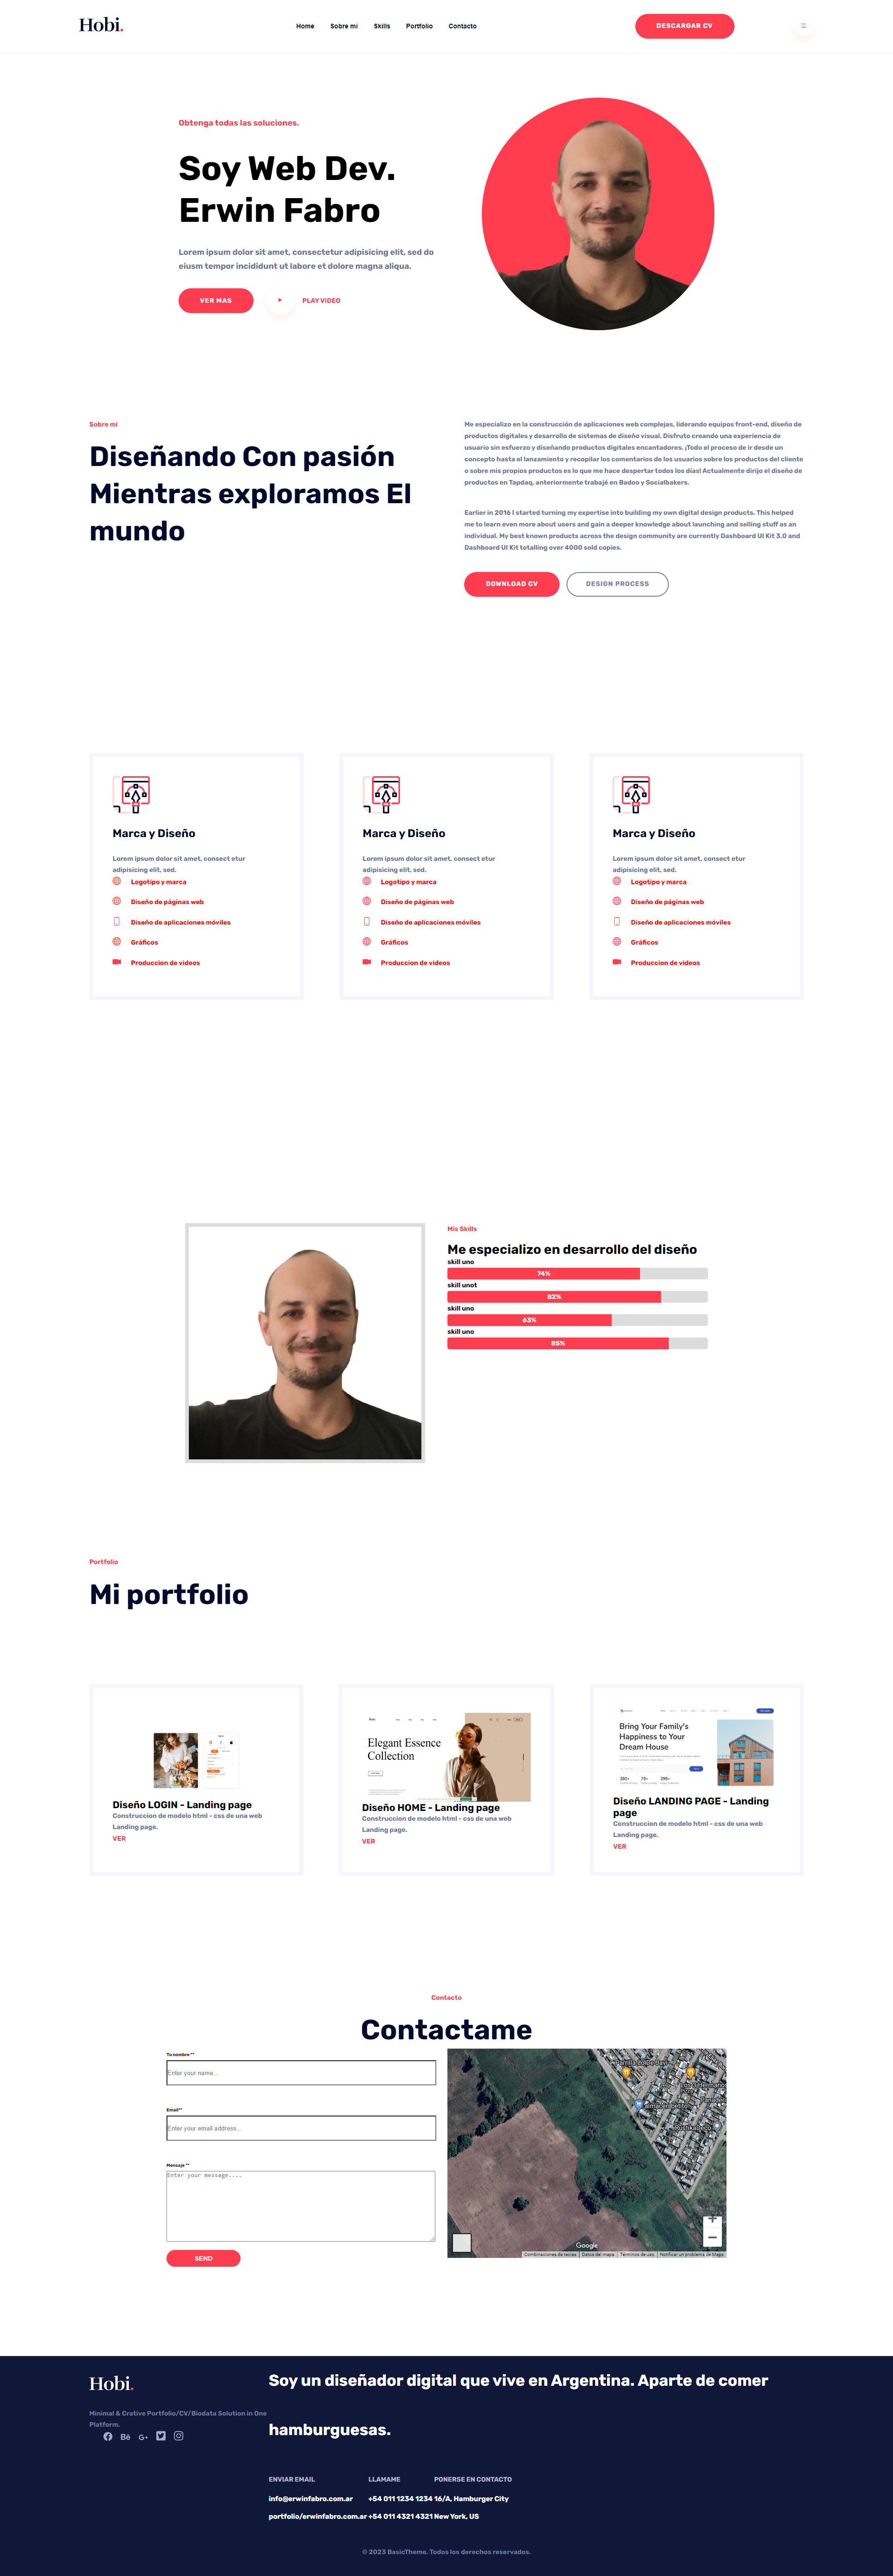 Hobi.
Home Sobre mi Skills Portfolio Contacto
DESCARGAR CV
Obtenga todas las soluciones.
Soy Web Dev.
Erwin Fabro
Lorem ipsum dolor sit amet, consectetur adipisicing elit, sed do
eiusm tempor incididunt ut labore et dolore magna aliqua.
VER MAS
PLAY VIDEO
Sobre mi
Diseñando Con pasión
Mientras exploramos El
mundo
Me especializo en la construcción de aplicaciones web complejas, liderando equipos front-end, diseño de
productos digitales y desarrollo de sistemas de diseño visual. Disfruto creando una experiencia de
usuario sin esfuerzo y diseñando productos digitales encantadores. ¡Todo el proceso de ir desde un
concepto hasta el lanzamiento y recopilar los comentarios de los usuarios sobre los productos del cliente
o sobre mis propios productos es lo que me hace despertar todos los días! Actualmente dirijo el diseño de
productos en Tapdaq, anteriormente trabajé en Badoo y Socialbakers.
Earlier in 2016 I started turning my expertise into building my own digital design products. This helped
me to learn even more about users and gain a deeper knowledge about launching and selling stuff as an
individual. My best known products across the design community are currently Dashboard UI Kit 3.0 and
Dashboard UI Kit totalling over 4000 sold copies.
DOWNLOAD CV
DESIGN PROCESS
Marca y Diseño
Lorem ipsum dolor sit amet, consect etur
adipisicing elit, sed.
Logotipo y marca
Diseño de páginas web
Diseño de aplicaciones móviles
Gráficos
Produccion de videos
Marca y Diseño
Lorem ipsum dolor sit amet, consect etur
adipisicing elit, sed.
Logotipo y marca
Diseño de páginas web
Diseño de aplicaciones móviles
Gráficos
Produccion de videos
Marca y Diseño
Lorem ipsum dolor sit amet, consect etur
adipisicing elit, sed.
Logotipo y marca
Diseño de páginas web
Diseño de aplicaciones móviles
Gráficos
Produccion de videos
Mis Skills
Me especializo en desarrollo del diseño
skill uno
74%
skill unot
82%
skill uno
63%
skill uno
85%
Portfolio
Mi portfolio
Diseño LOGIN - Landing page
Construccion de modelo html - css de una web
Landing page.
VER
Elegant Essence
Collection
Diseño HOME - Landing page
Construccion de modelo html - css de una web
Landing page.
VER
Bring Your Family's
Happiness to Your
Dream House
Diseño LANDING PAGE - Landing
page
Construccion de modelo html - css de una web
Landing page.
VER
Contacto
Contactame
Tu nombre **
Enter your name...
Email**
Enter your email address...
Mensaje **
Enter your message....
SEND
Google
Combinaciones de teclas Datos del mapa Términos de uso Notificar un problema de Maps
Hobi.
Minimal & Crative Portfolio/CV/Biodata Solution in One
Platform.
Bē G+
Soy un diseñador digital que vive en Argentina. Aparte de comer
hamburguesas.
ENVIAR EMAIL LLAMAME PONERSE EN CONTACTO
info@erwinfabro.com.ar +54 011 1234 1234 16/A, Hamburger City
portfolio/erwinfabro.com.ar +54 011 4321 4321 New York, US
© 2023 BasicTheme. Todos los derechos reservados.